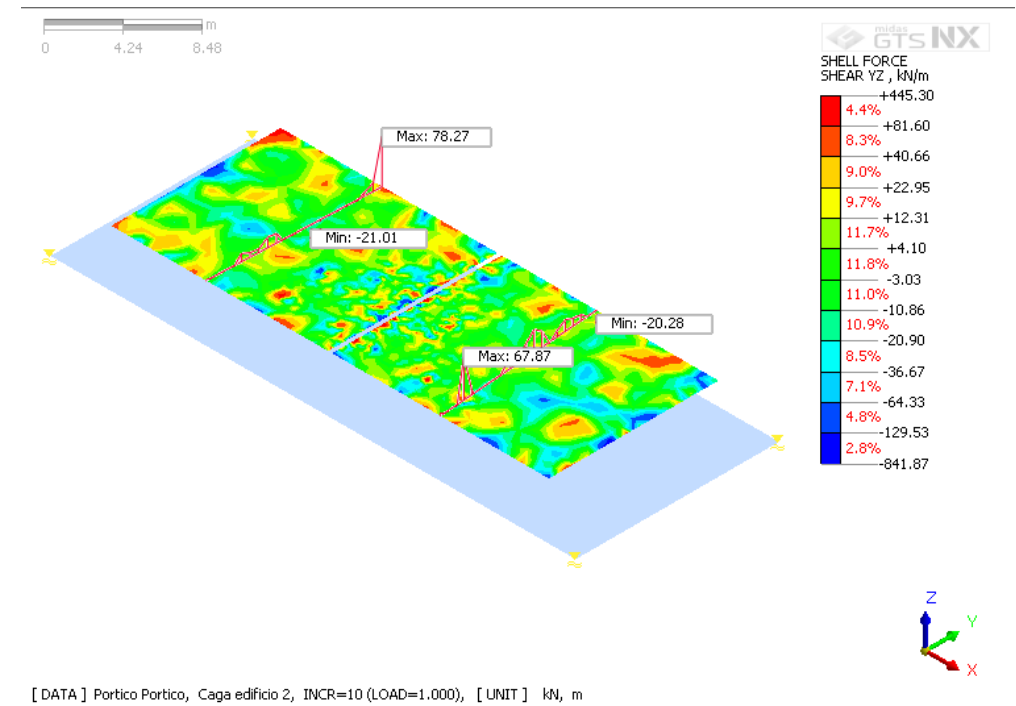 m
0 4.24 8.48
midas
GTS NX
SHELL FORCE
SHEAR YZ , kN/m
+445.30
4.4%
+81.60
8.3%
+40.66
9.0%
+22.95
9.7%
+12.31
11.7%
+4.10
11.8%
-3.03
11.0%
-10.86
10.9%
-20.90
8.5%
-36.67
7.1%
-64.33
4.8%
-129.53
2.8%
-841.87
Max: 78.27
Min: -21.01
Min: -20.28
Max: 67.87
Z
Y
X
[ DATA ] Portico Portico, Caga edificio 2, INCR=10 (LOAD=1.000), [ UNIT ] kN, m